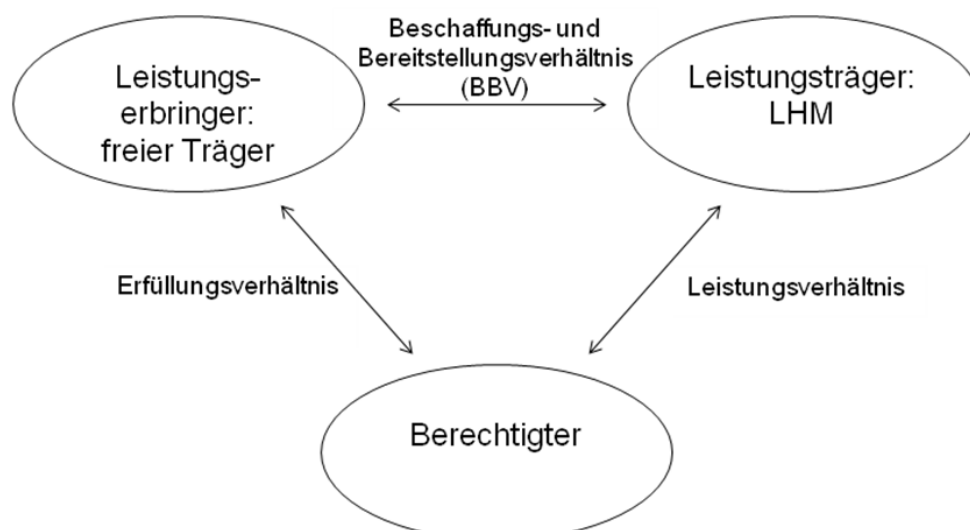 Beschaffungs- und
Bereitstellungsverhältnis
(BBV)
Leistungs-
erbringer:
freier Träger
Leistungsträger:
LHM
Erfüllungsverhältnis
Leistungsverhältnis
Berechtigter